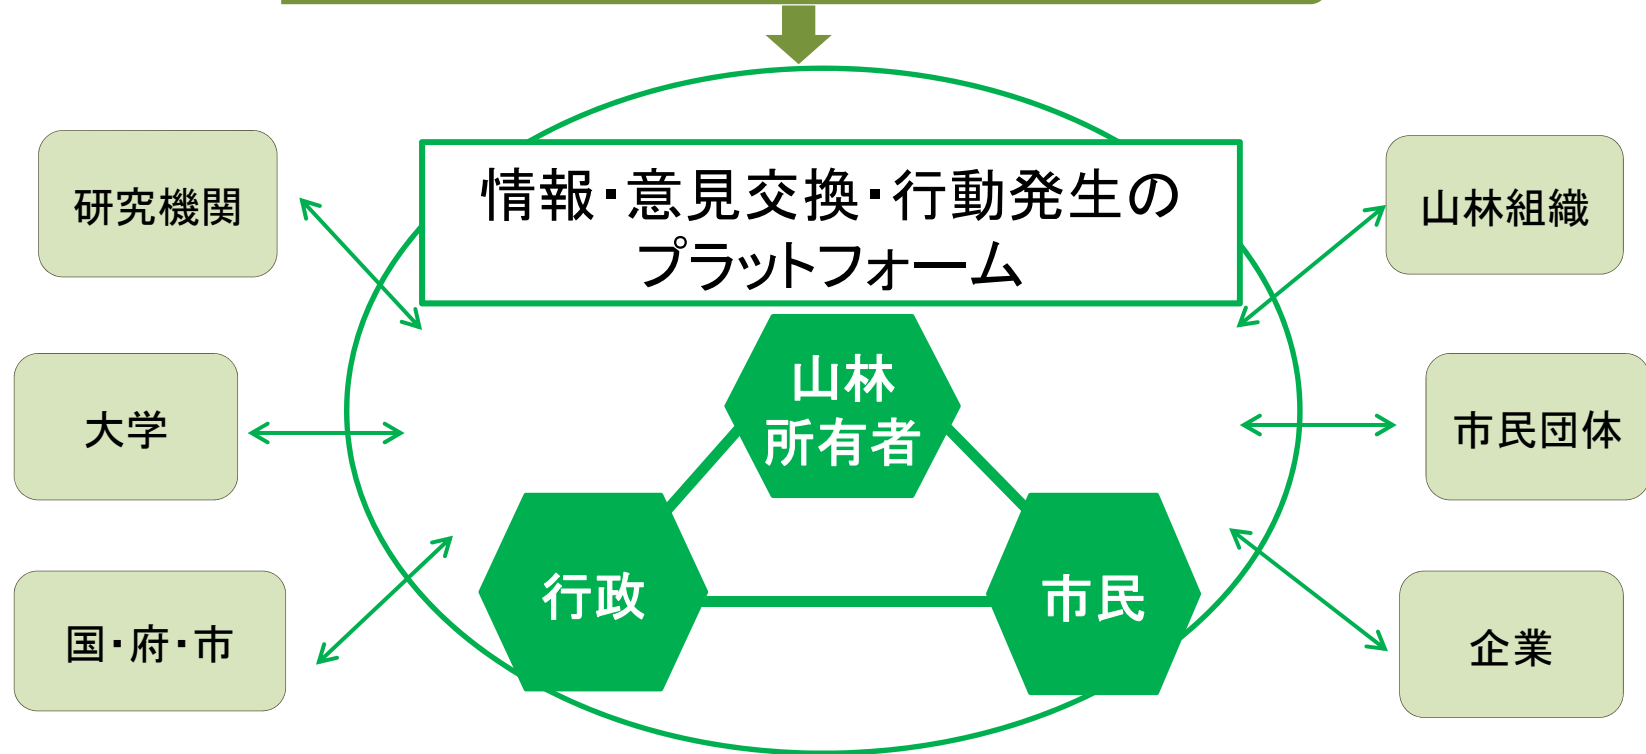 情報・意見交換・行動発生の
プラットフォーム
研究機関
山林組織
山林
所有者
大学
市民団体
行政
市民
国・府・市
企業